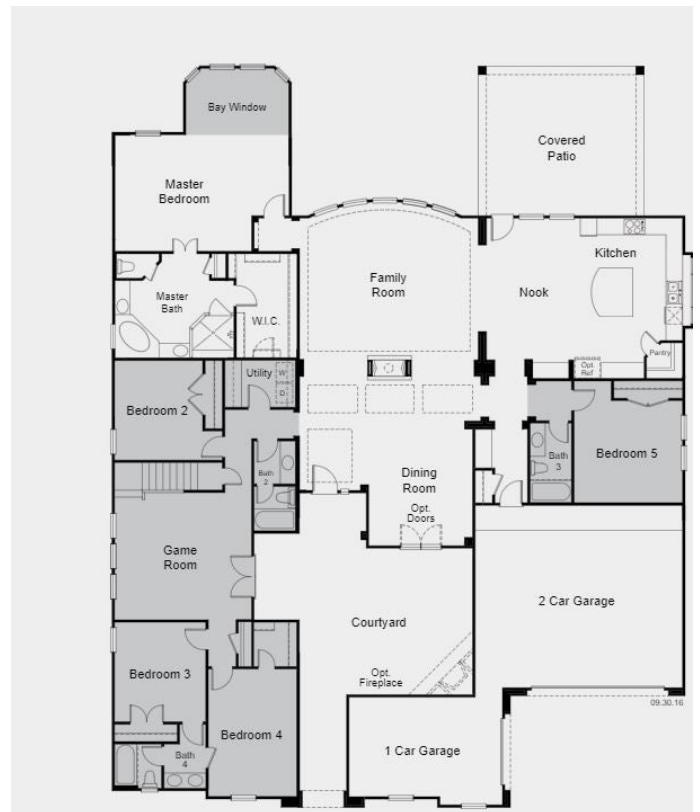 Bay Window
Covered
Patio
Master
Bedroom
Kitchen
Family
Room
Nook
Master
Bath
W.I.C.
Pantry
Utility
W
D
Opt.
Ref
Bedroom 2
Bath
2
Dining
Room
Bath
3
Bedroom 5
Opt.
Doors
Game
Room
2 Car Garage
Courtyard
Opt.
Fireplace
Bedroom 3
09.30.16
Bedroom 4
Bath
4
1 Car Garage